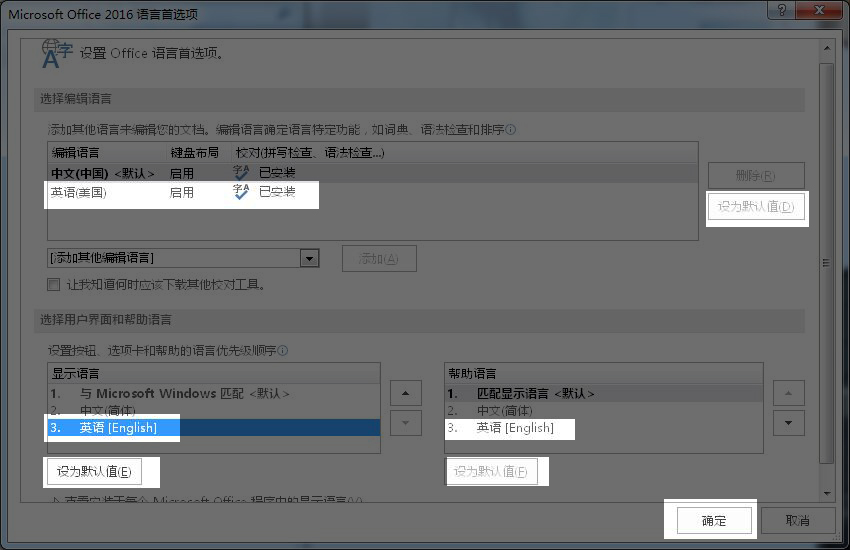 Microsoft Office 2016 语言首选项
设置 Office 语言首选项。
选择编辑语言
添加其他语言来编辑您的文档。编辑语言确定语言特定功能，如词典、语法检查和排序
编辑语言 键盘布局 校对(拼写检查、语法检查...)
中文(中国) <默认> 启用 已安装
英语(美国) 启用 已安装
删除(R)
设为默认值(D)
[添加其他编辑语言]
添加(A)
让我知道何时应该下载其他校对工具。
选择用户界面和帮助语言
设置按钮、选项卡和帮助的语言优先级顺序
显示语言
1. 与 Microsoft Windows 匹配 <默认>
2. 中文(简体)
3. 英语 [English]
设为默认值(E)
帮助语言
1. 匹配显示语言 <默认>
2. 中文(简体)
3. 英语 [English]
设为默认值(F)
查看安装于每个 Microsoft Office 程序中的显示语言(V)
确定
取消